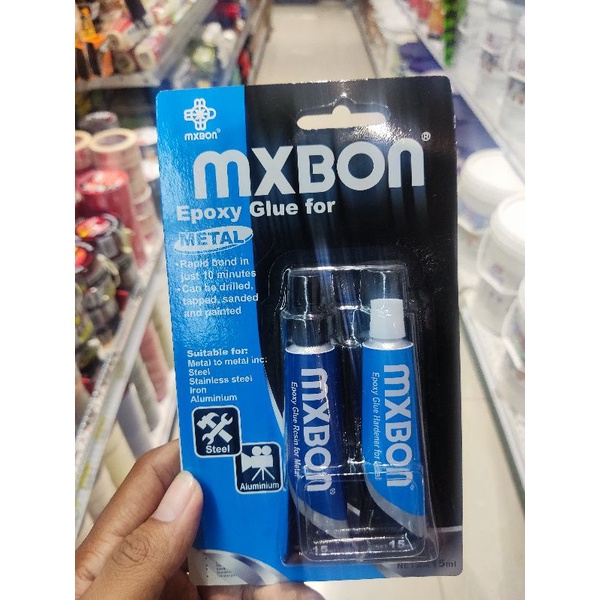 MXBON®
MXBON®
Epoxy Glue for
METAL
• Rapid bond in
just 10 minutes
• Can be drilled,
tapped, sanded
and painted
Suitable for:
Metal to metal inc:
Steel
Stainless steel
Iron
Aluminium
Steel
Aluminium
MXBON®
Epoxy Glue Resin for Metal
15
MXBON®
Epoxy Glue Hardener for Metal
15